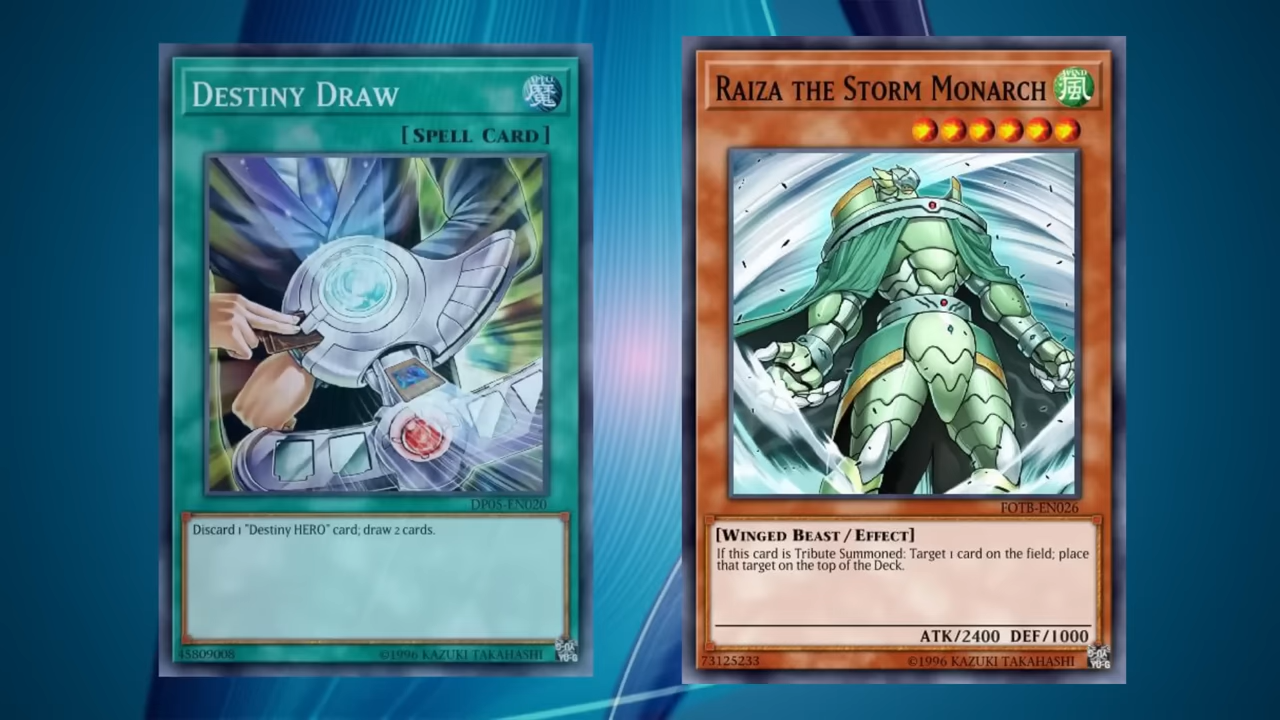 DESTINY DRAW
魔
[SPELL CARD]
DP05-EN020
Discard 1 "Destiny HERO" card; draw 2 cards.
45809008
©1996 KAZUKI TAKAHASHI
RAIZA THE STORM MONARCH
WIND
風
FOTB-EN026
[WINGED BEAST / EFFECT]
If this card is Tribute Summoned: Target 1 card on the field; place
that target on the top of the Deck.
ATK/2400 DEF/1000
73125233
©1996 KAZUKI TAKAHASHI